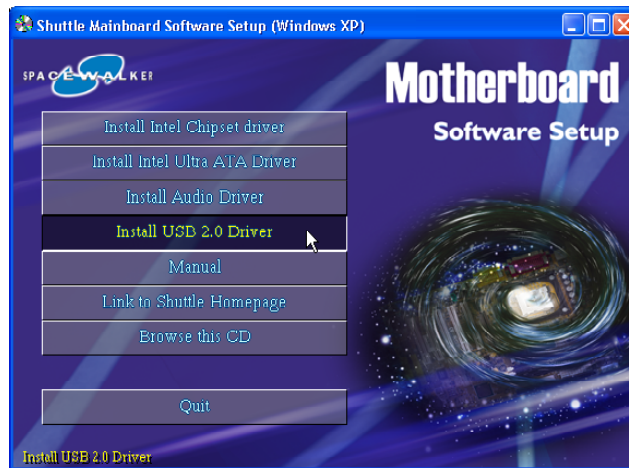 Shuttle Mainboard Software Setup (Windows XP)
SPACEWALKER
Motherboard
Software Setup
Install Intel Chipset driver
Install Intel Ultra ATA Driver
Install Audio Driver
Install USB 2.0 Driver
Manual
Link to Shuttle Homepage
Browse this CD
Quit
Install USB 2.0 Driver